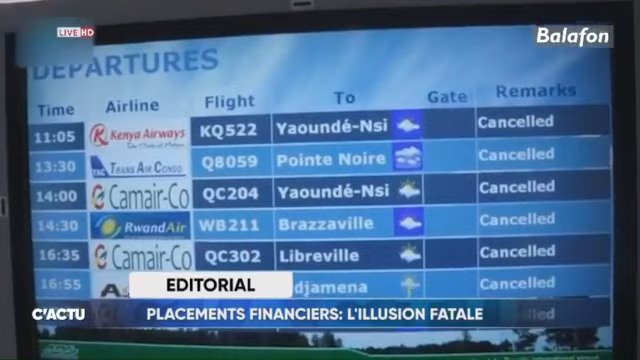 LIVE HD
Balafon
DEPARTURES
Time Airline Flight To Gate Remarks
11:05 Kenya Airways KQ522 Yaoundé-Nsi Cancelled
13:30 TAC TRANS AIR CONGO Q8059 Pointe Noire Cancelled
14:00 Camair-Co QC204 Yaoundé-Nsi Cancelled
14:30 RwandAir WB211 Brazzaville Cancelled
16:35 Camair-Co QC302 Libreville Cancelled
16:55 djamena Cancelled
EDITORIAL
C'ACTU PLACEMENTS FINANCIERS: L'ILLUSION FATALE